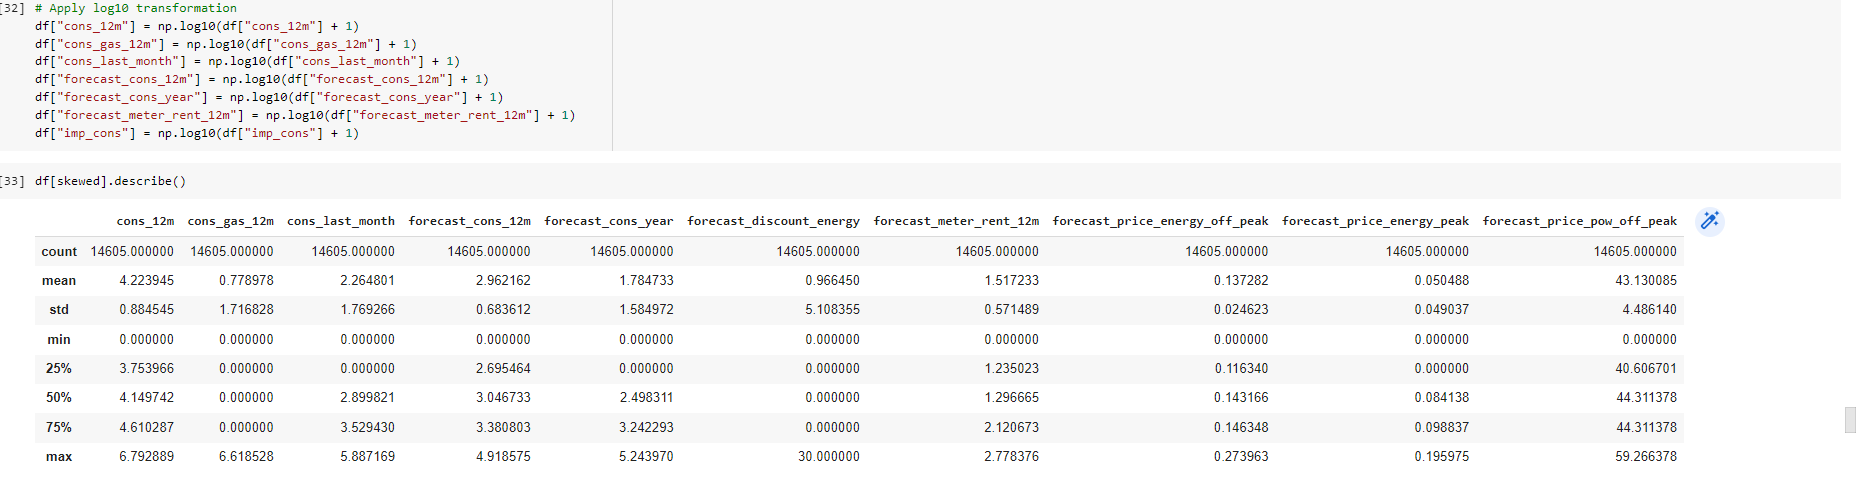 [32] # Apply log10 transformation
df["cons_12m"] = np.log10(df["cons_12m"] + 1)
df["cons_gas_12m"] = np.log10(df["cons_gas_12m"] + 1)
df["cons_last_month"] = np.log10(df["cons_last_month"] + 1)
df["forecast_cons_12m"] = np.log10(df["forecast_cons_12m"] + 1)
df["forecast_cons_year"] = np.log10(df["forecast_cons_year"] + 1)
df["forecast_meter_rent_12m"] = np.log10(df["forecast_meter_rent_12m"] + 1)
df["imp_cons"] = np.log10(df["imp_cons"] + 1)
[33] df[skewed].describe()
cons_12m cons_gas_12m cons_last_month forecast_cons_12m forecast_cons_year forecast_discount_energy forecast_meter_rent_12m forecast_price_energy_off_peak forecast_price_energy_peak forecast_price_pow_off_peak
count 14605.000000 14605.000000 14605.000000 14605.000000 14605.000000 14605.000000 14605.000000 14605.000000 14605.000000 14605.000000
mean 4.223945 0.778978 2.264801 2.962162 1.784733 0.966450 1.517233 0.137282 0.050488 43.130085
std 0.884545 1.716828 1.769266 0.683612 1.584972 5.108355 0.571489 0.024623 0.049037 4.486140
min 0.000000 0.000000 0.000000 0.000000 0.000000 0.000000 0.000000 0.000000 0.000000 0.000000
25% 3.753966 0.000000 0.000000 2.695464 0.000000 0.000000 1.235023 0.116340 0.000000 40.606701
50% 4.149742 0.000000 2.899821 3.046733 2.498311 0.000000 1.296665 0.143166 0.084138 44.311378
75% 4.610287 0.000000 3.529430 3.380803 3.242293 0.000000 2.120673 0.146348 0.098837 44.311378
max 6.792889 6.618528 5.887169 4.918575 5.243970 30.000000 2.778376 0.273963 0.195975 59.266378